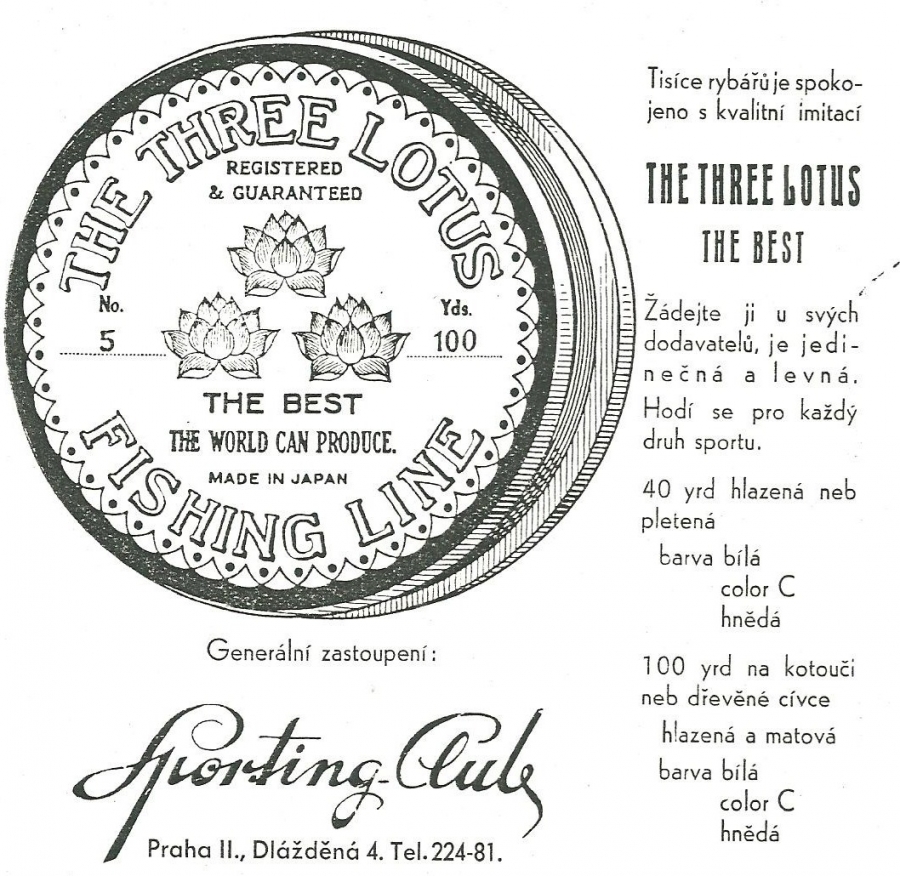 THE THREE LOTUS
REGISTERED
& GUARANTEED
No.
5
Yds.
100
THE BEST
THE WORLD CAN PRODUCE.
MADE IN JAPAN
FISHING LINE
Generální zastoupení:
Sporting-Club
Praha II., Dlážděná 4. Tel. 224-81.
Tisíce rybářů je spoko-
jeno s kvalitní imitací
THE THREE LOTUS
THE BEST
Žádejte ji u svých
dodavatelů, je jedi-
nečná a levná.
Hodí se pro každý
druh sportu.
40 yrd hlazená neb
pletená
barva bílá
color C
hnědá
100 yrd na kotouči
neb dřevěné cívce
hlazená a matová
barva bílá
color C
hnědá